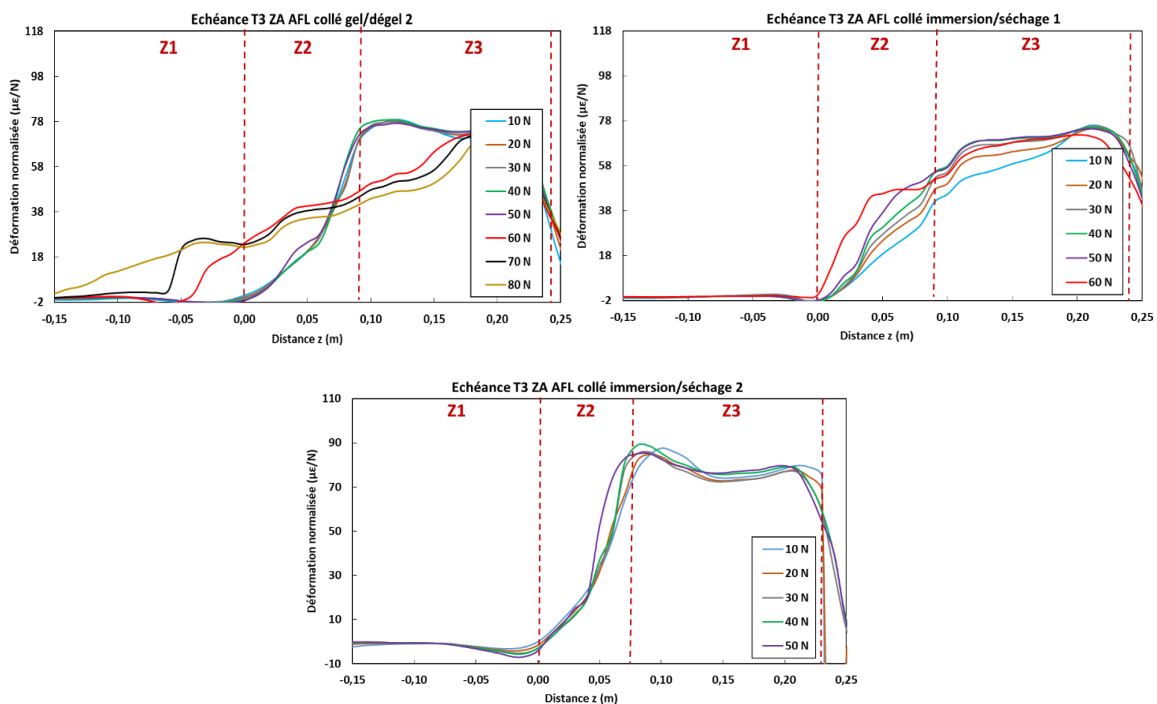 Echéance T3 ZA AFL collé gel/dégel 2
Déformation normalisée (µε/N)
118
98
78
58
38
18
-2
Z1
Z2
Z3
10 N
20 N
30 N
40 N
50 N
60 N
70 N
80 N
-0,15 -0,10 -0,05 0,00 0,05 0,10 0,15 0,20 0,25
Distance z (m)
Echéance T3 ZA AFL collé immersion/séchage 1
Déformation normalisée (µε/N)
118
98
78
58
38
18
-2
Z1
Z2
Z3
10 N
20 N
30 N
40 N
50 N
60 N
-0,15 -0,10 -0,05 0,00 0,05 0,10 0,15 0,20 0,25
Distance z (m)
Echéance T3 ZA AFL collé immersion/séchage 2
Déformation normalisée (µε/N)
110
90
70
50
30
10
-10
Z1
Z2
Z3
10 N
20 N
30 N
40 N
50 N
-0,15 -0,10 -0,05 0,00 0,05 0,10 0,15 0,20 0,25
Distance z (m)